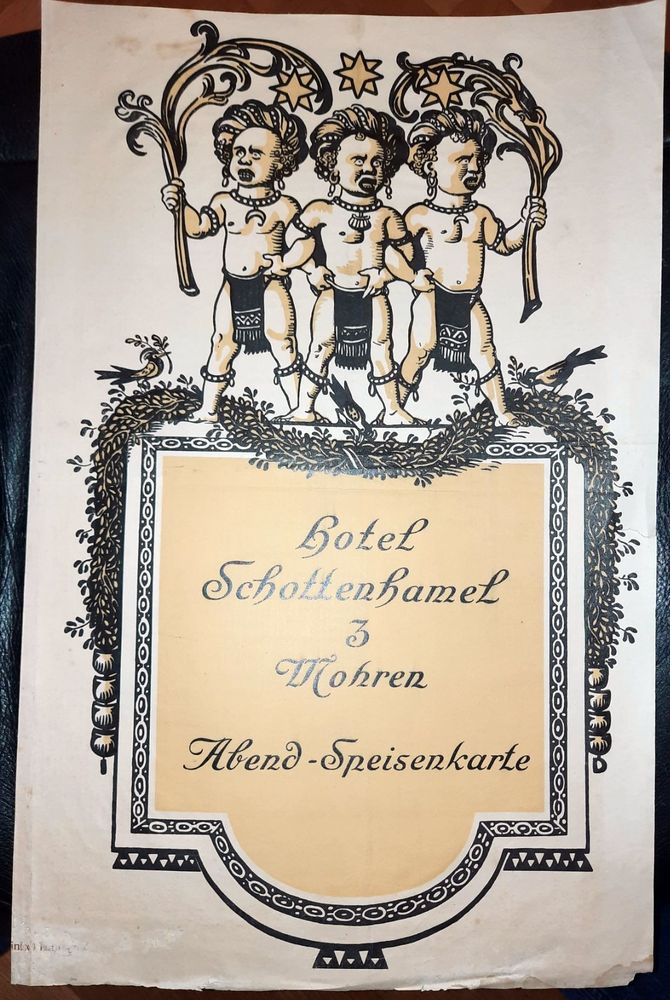 Hotel
Schottenhamel
3
Mohren
Abend-Speisenkarte